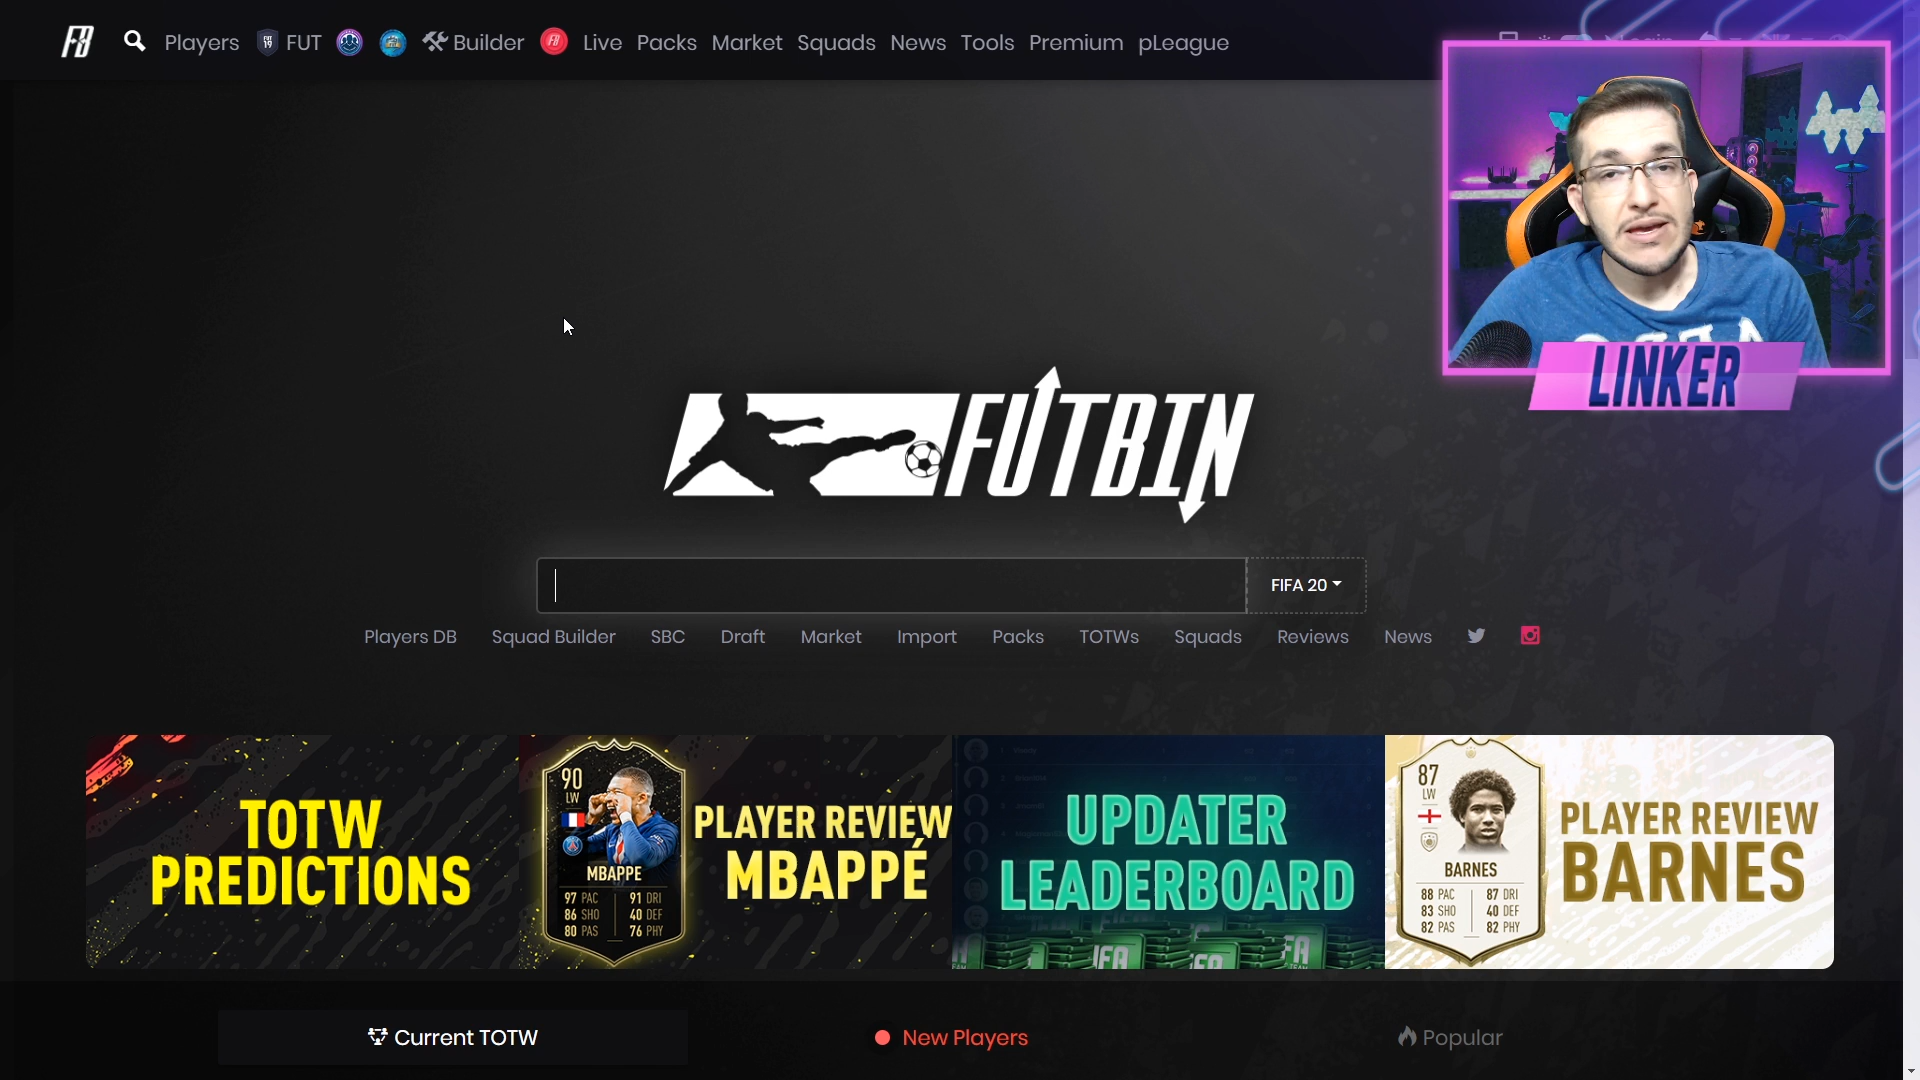 FB
Players
FUT
Builder
FB
Live
Packs
Market
Squads
News
Tools
Premium
pLeague
LINKER
FUTBIN
FIFA 20
Players DB
Squad Builder
SBC
Draft
Market
Import
Packs
TOTWs
Squads
Reviews
News
TOTW
PREDICTIONS
90
LW
MBAPPE
97 PAC 91 DRI
86 SHO 40 DEF
80 PAS 76 PHY
PLAYER REVIEW
MBAPPÉ
UPDATER
LEADERBOARD
87
LW
BARNES
88 PAC 87 DRI
83 SHO 40 DEF
82 PAS 82 PHY
PLAYER REVIEW
BARNES
Current TOTW
New Players
Popular